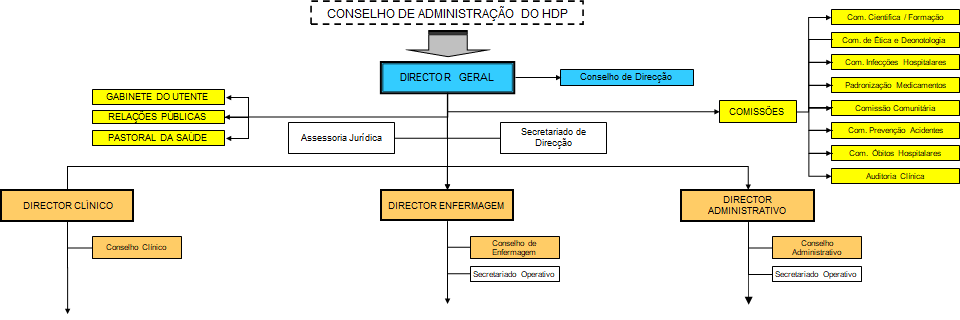 CONSELHO DE ADMINISTRAÇÃO DO HDP
DIRECTOR GERAL
Conselho de Direcção
GABINETE DO UTENTE
RELAÇÕES PÚBLICAS
PASTORAL DA SAÚDE
Assessoria Jurídica
Secretariado de
Direcção
COMISSÕES
Com. Cientifica / Formação
Com. de Ética e Deonotologia
Com. Infecções Hospitalares
Padronização Medicamentos
Comissão Comunitária
Com. Prevenção Acidentes
Com. Óbitos Hospitalares
Auditoria Clínica
DIRECTOR CLÍNICO
Conselho Clínico
DIRECTOR ENFERMAGEM
Conselho de
Enfermagem
Secretariado Operativo
DIRECTOR
ADMINISTRATIVO
Conselho
Administrativo
Secretariado Operativo